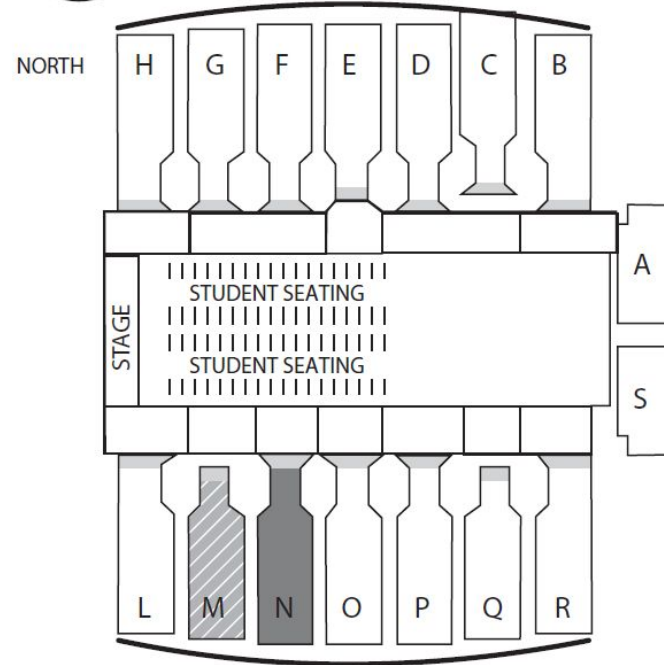 NORTH H G F E D C B
A
STUDENT SEATING
STAGE
STUDENT SEATING
S
L M N O P Q R